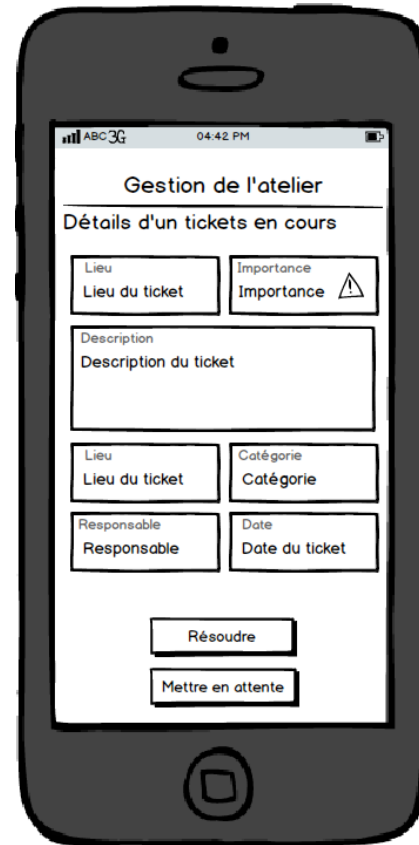 ABC 3G 04:42 PM
Gestion de l'atelier
Détails d'un tickets en cours
Lieu Importance
Lieu du ticket Importance
Description
Description du ticket
Lieu Catégorie
Lieu du ticket Catégorie
Responsable Date
Responsable Date du ticket
Résoudre
Mettre en attente